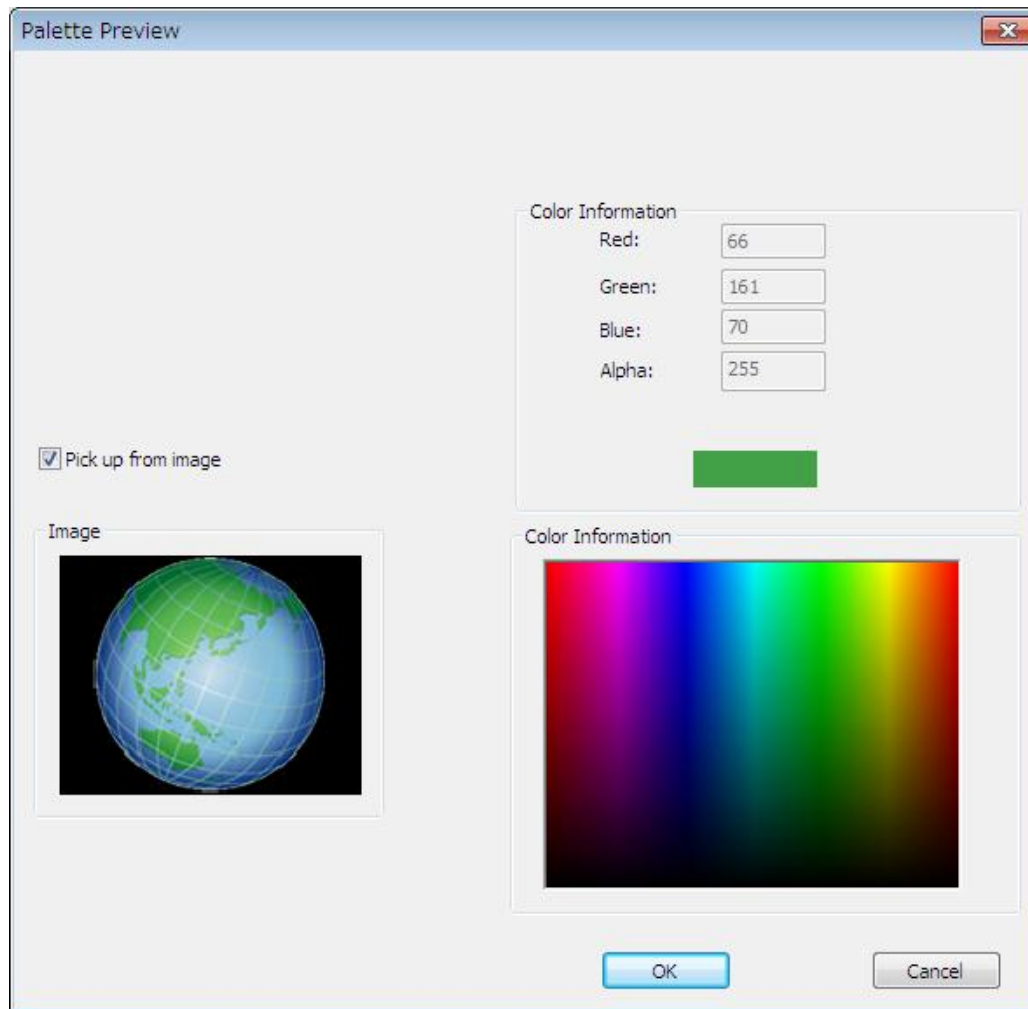 Palette Preview
Color Information
Red: 66
Green: 161
Blue: 70
Alpha: 255
Pick up from image
Image
Color Information
OK Cancel